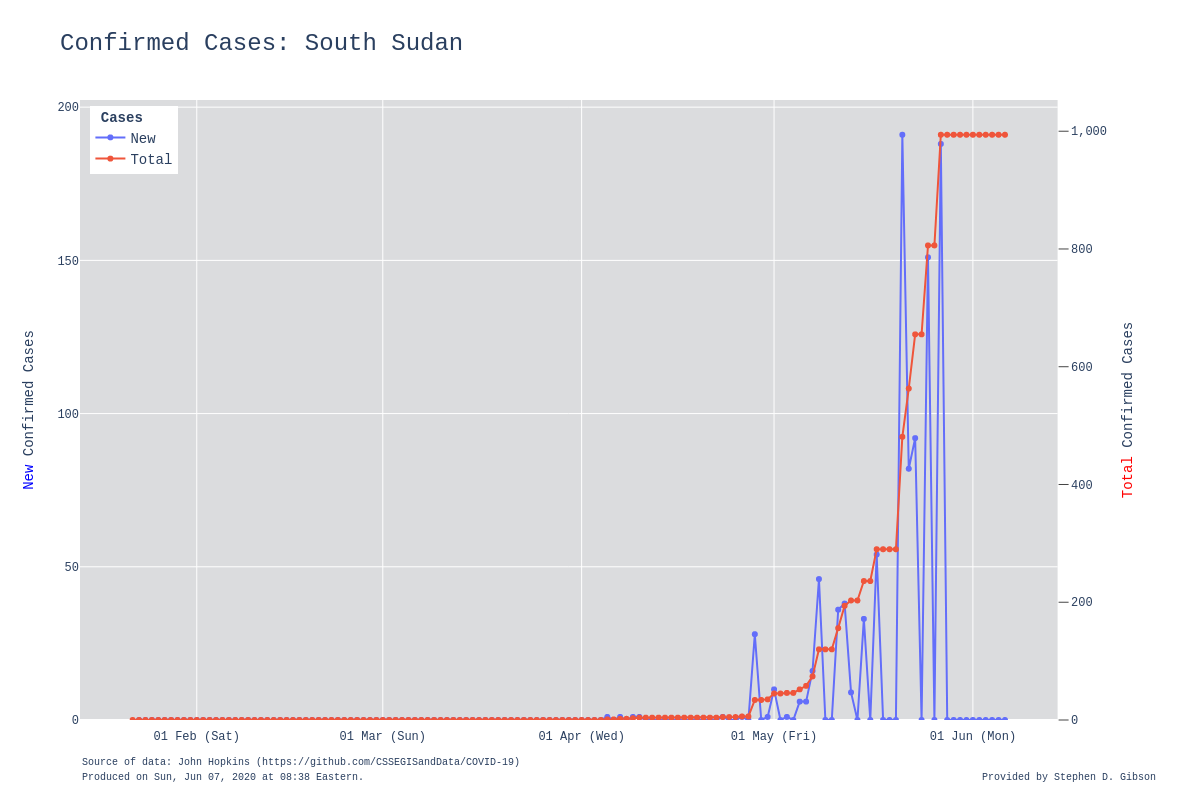 Confirmed Cases: South Sudan
Cases
New
Total
200
150
100
50
0
1,000
800
600
400
200
0
New Confirmed Cases
Total Confirmed Cases
01 Feb (Sat)
01 Mar (Sun)
01 Apr (Wed)
01 May (Fri)
01 Jun (Mon)
Source of data: John Hopkins (https://github.com/CSSEGISandData/COVID-19)
Produced on Sun, Jun 07, 2020 at 08:38 Eastern.
Provided by Stephen D. Gibson